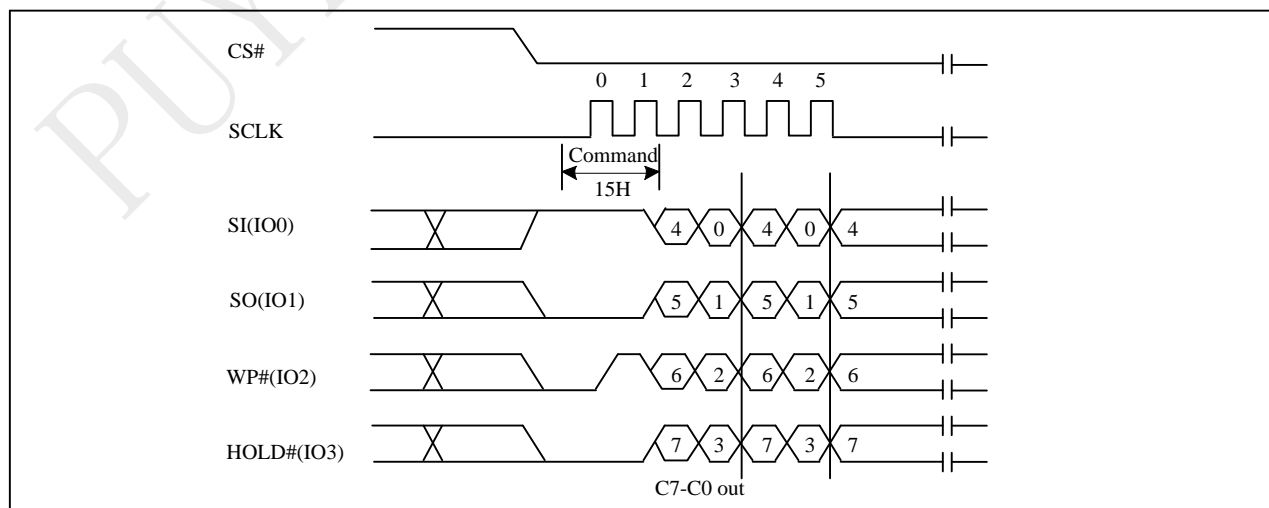 PUY
CS#
0 1 2 3 4 5
SCLK
Command
15H
SI(IO0) 4 0 4 0 4
SO(IO1) 5 1 5 1 5
WP#(IO2) 6 2 6 2 6
HOLD#(IO3) 7 3 7 3 7
C7-C0 out